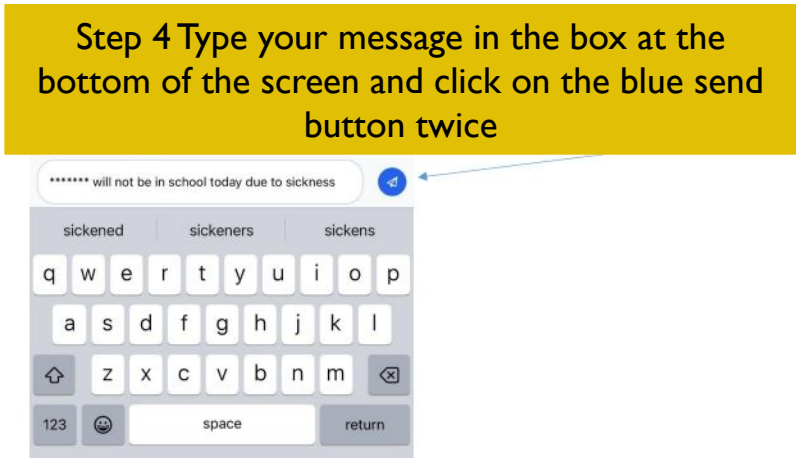 Step 4 Type your message in the box at the
bottom of the screen and click on the blue send
button twice
******* will not be in school today due to sickness
sickened sickeners sickens
q w e r t y u i o p
a s d f g h j k l
z x c v b n m
123 space return